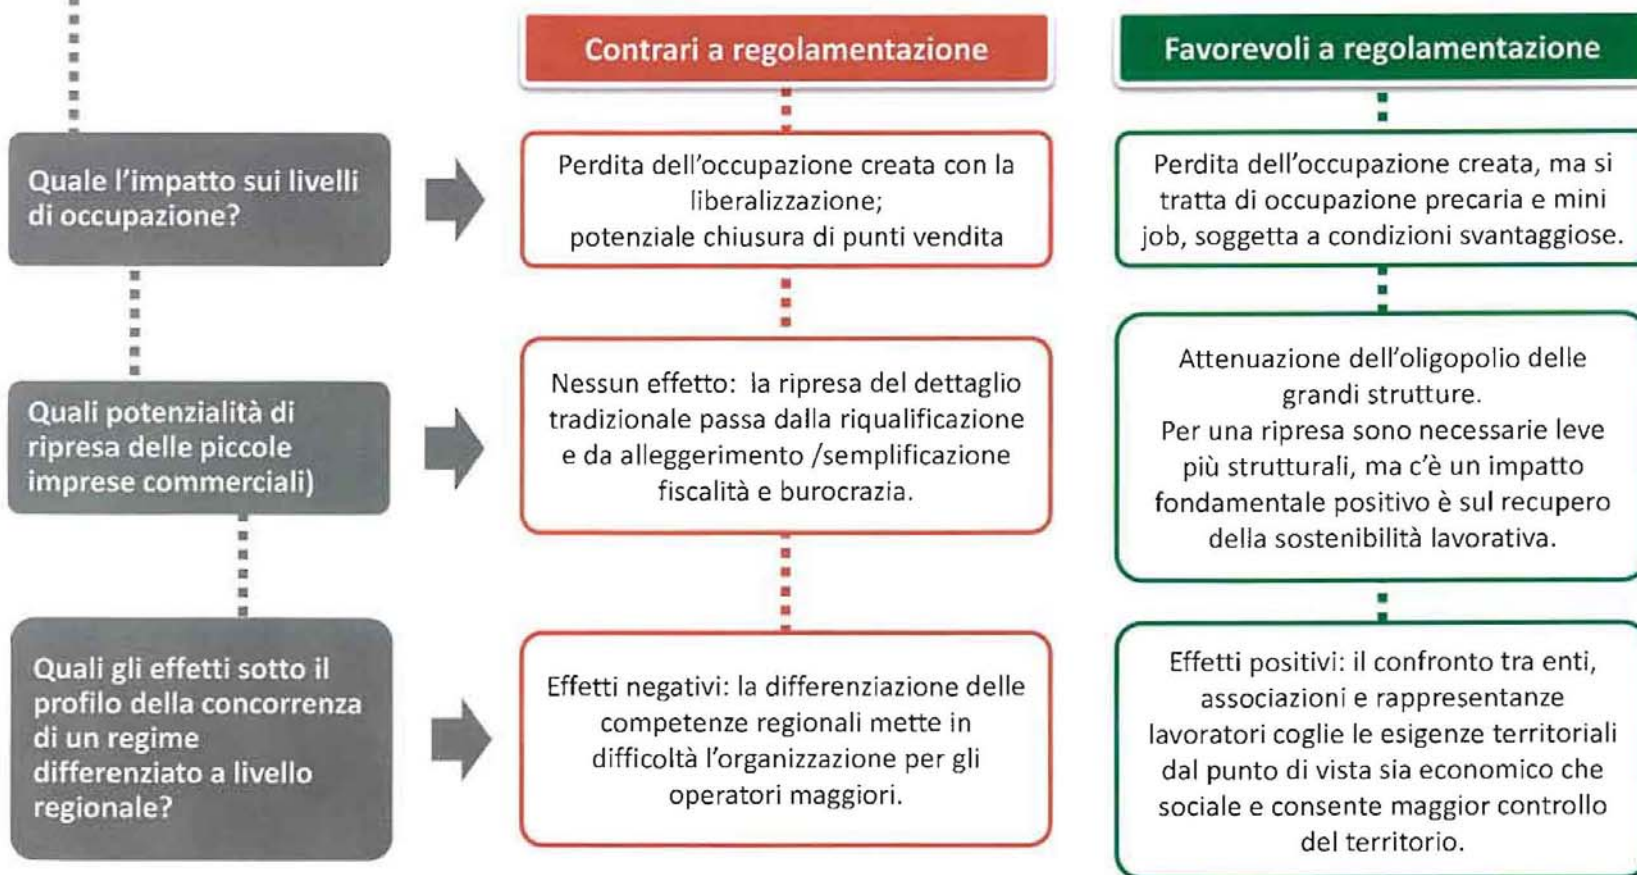 Contrari a regolamentazione
Favorevoli a regolamentazione
Quale l'impatto sui livelli
di occupazione?
Perdita dell'occupazione creata con la
liberalizzazione;
potenziale chiusura di punti vendita
Perdita dell'occupazione creata, ma si
tratta di occupazione precaria e mini
job, soggetta a condizioni svantaggiose.
Quali potenzialità di
ripresa delle piccole
imprese commerciali)
Nessun effetto: la ripresa del dettaglio
tradizionale passa dalla riqualificazione
e da alleggerimento /semplificazione
fiscalità e burocrazia.
Attenuazione dell'oligopolio delle
grandi strutture.
Per una ripresa sono necessarie leve
più strutturali, ma c'è un impatto
fondamentale positivo è sul recupero
della sostenibilità lavorativa.
Quali gli effetti sotto il
profilo della concorrenza
di un regime
differenziato a livello
regionale?
Effetti negativi: la differenziazione delle
competenze regionali mette in
difficoltà l'organizzazione per gli
operatori maggiori.
Effetti positivi: il confronto tra enti,
associazioni e rappresentanze
lavoratori coglie le esigenze territoriali
dal punto di vista sia economico che
sociale e consente maggior controllo
del territorio.